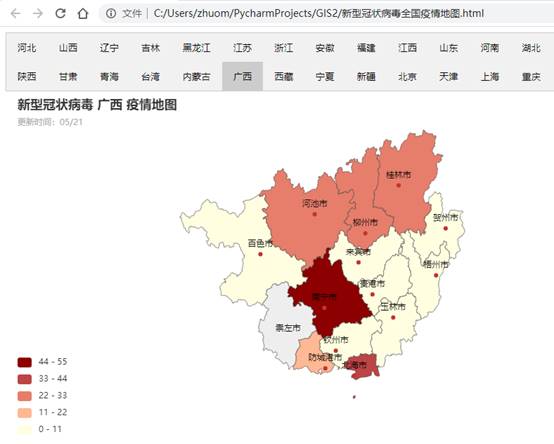 文件 | C:/Users/zhuom/PycharmProjects/GIS2/新型冠状病毒全国疫情地图.html
河北 山西 辽宁 吉林 黑龙江 江苏 浙江 安徽 福建 江西 山东 河南 湖北
陕西 甘肃 青海 台湾 内蒙古 广西 西藏 宁夏 新疆 北京 天津 上海 重庆
新型冠状病毒 广西 疫情地图
更新时间：05/21
桂林市
河池市
贺州市
柳州市
百色市
来宾市
梧州市
贵港市
南宁市
玉林市
崇左市
钦州市
防城港市
北海市
44 - 55
33 - 44
22 - 33
11 - 22
0 - 11